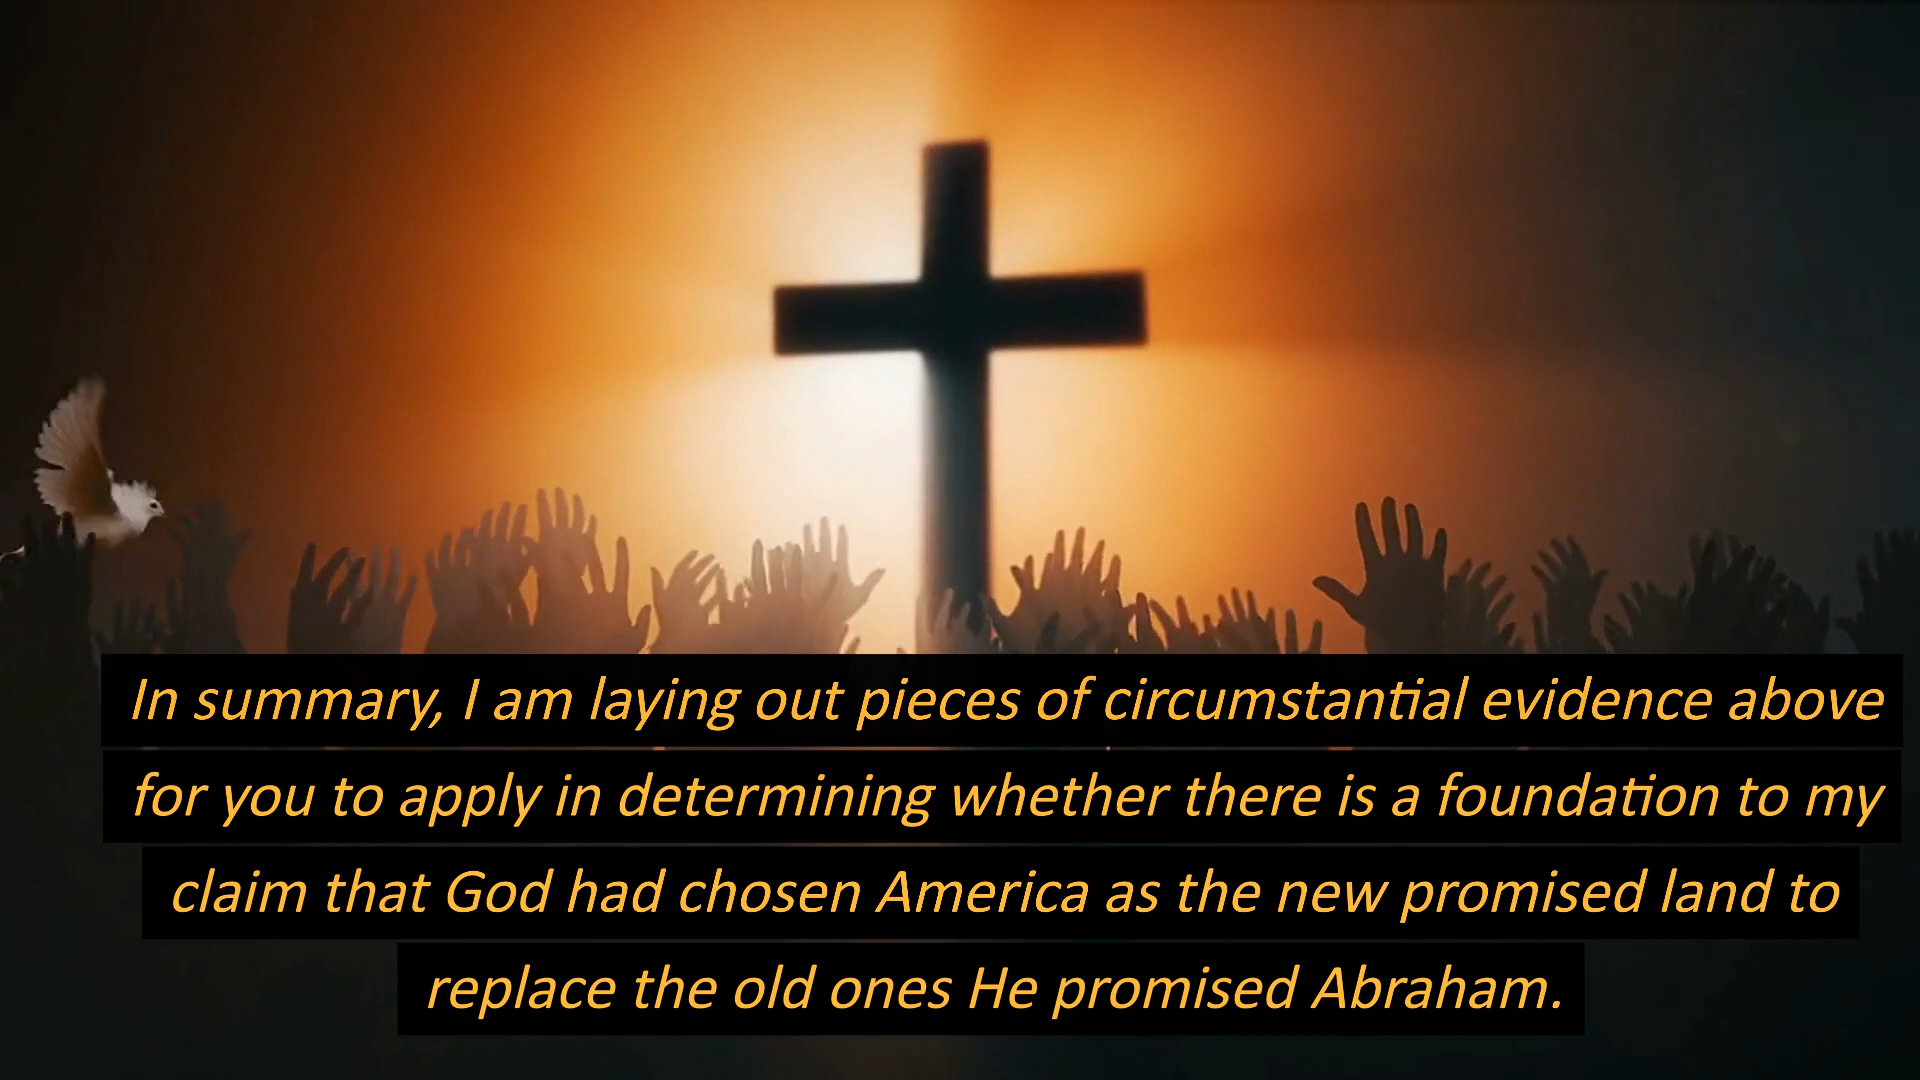 In summary, I am laying out pieces of circumstantial evidence above
for you to apply in determining whether there is a foundation to my
claim that God had chosen America as the new promised land to
replace the old ones He promised Abraham.